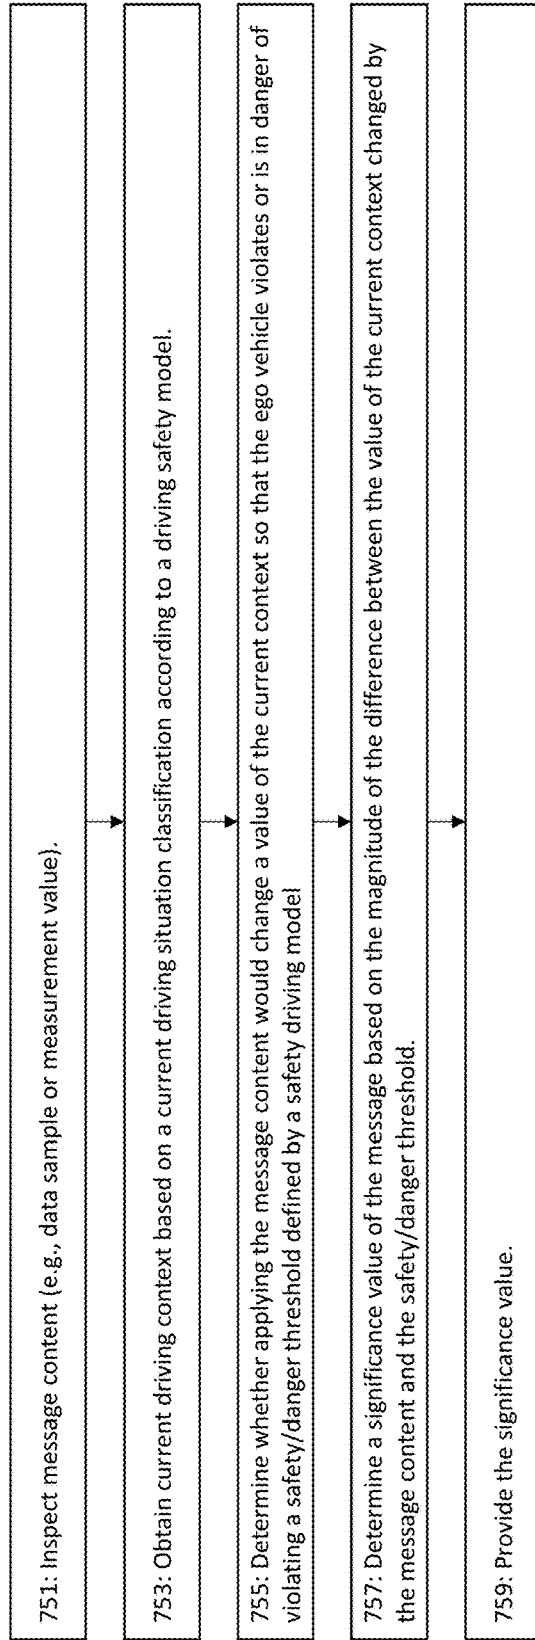 751: Inspect message content (e.g., data sample or measurement value).
753: Obtain current driving context based on a current driving situation classification according to a driving safety model.
755: Determine whether applying the message content would change a value of the current context so that the ego vehicle violates or is in danger of
violating a safety/danger threshold defined by a safety driving model
757: Determine a significance value of the message based on the magnitude of the difference between the value of the current context changed by
the message content and the safety/danger threshold.
759: Provide the significance value.